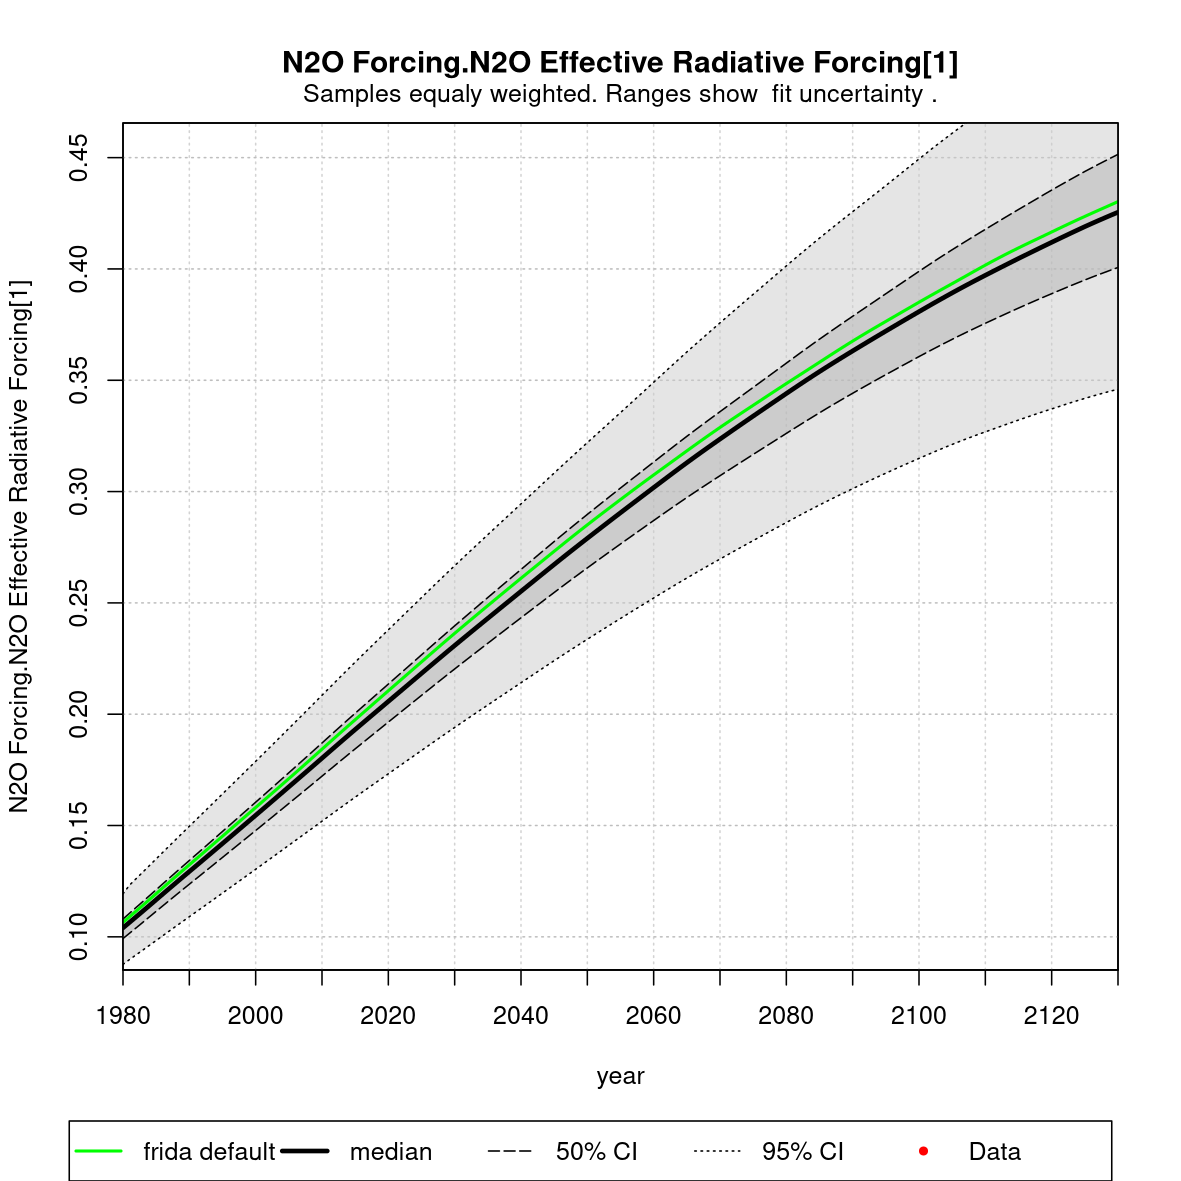 N2O Forcing.N2O Effective Radiative Forcing[1]
Samples equaly weighted. Ranges show  fit uncertainty .
N2O Forcing.N2O Effective Radiative Forcing[1]
0.45
0.40
0.35
0.30
0.25
0.20
0.15
0.10
1980 2000 2020 2040 2060 2080 2100 2120
year
frida default median 50% CI 95% CI Data